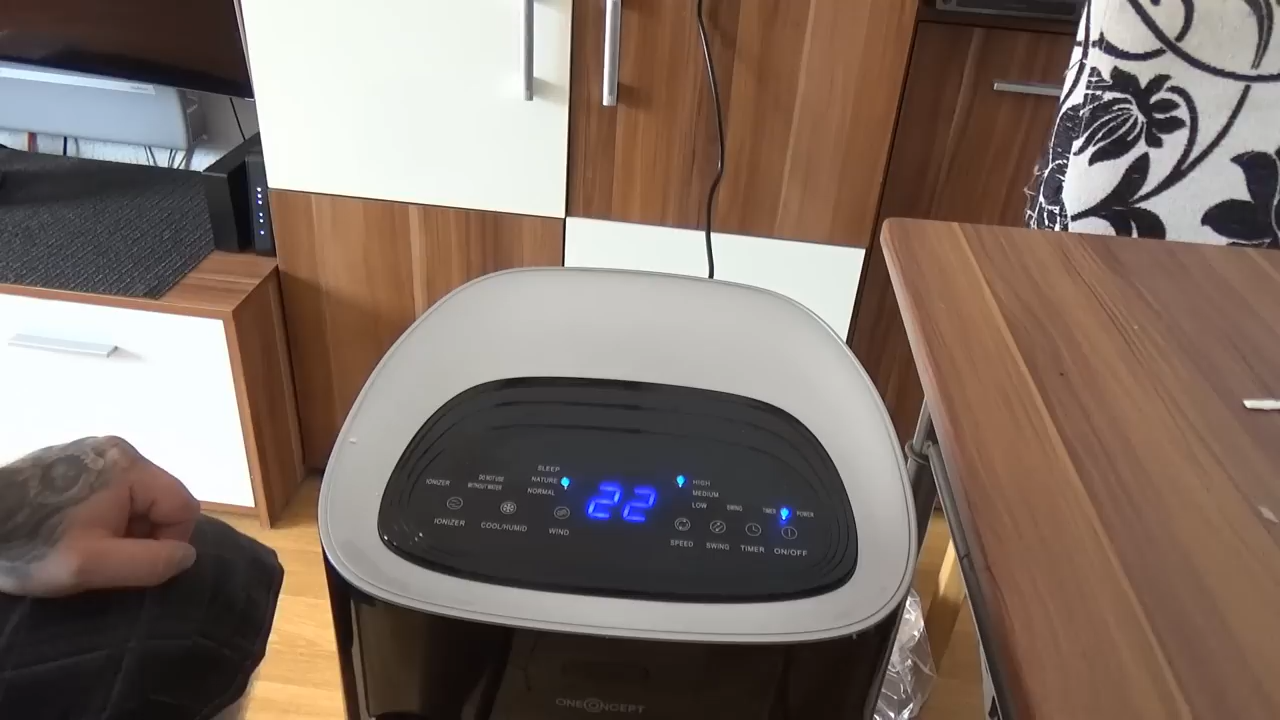 SLEEP
NATURE
NORMAL
IONIZER
DO NOT USE
WITHOUT WATER
22
HIGH
MEDIUM
LOW
SWING
TIMER
POWER
IONIZER
COOL/HUMID
WIND
SPEED
SWING
TIMER
ON/OFF
ONECONCEPT